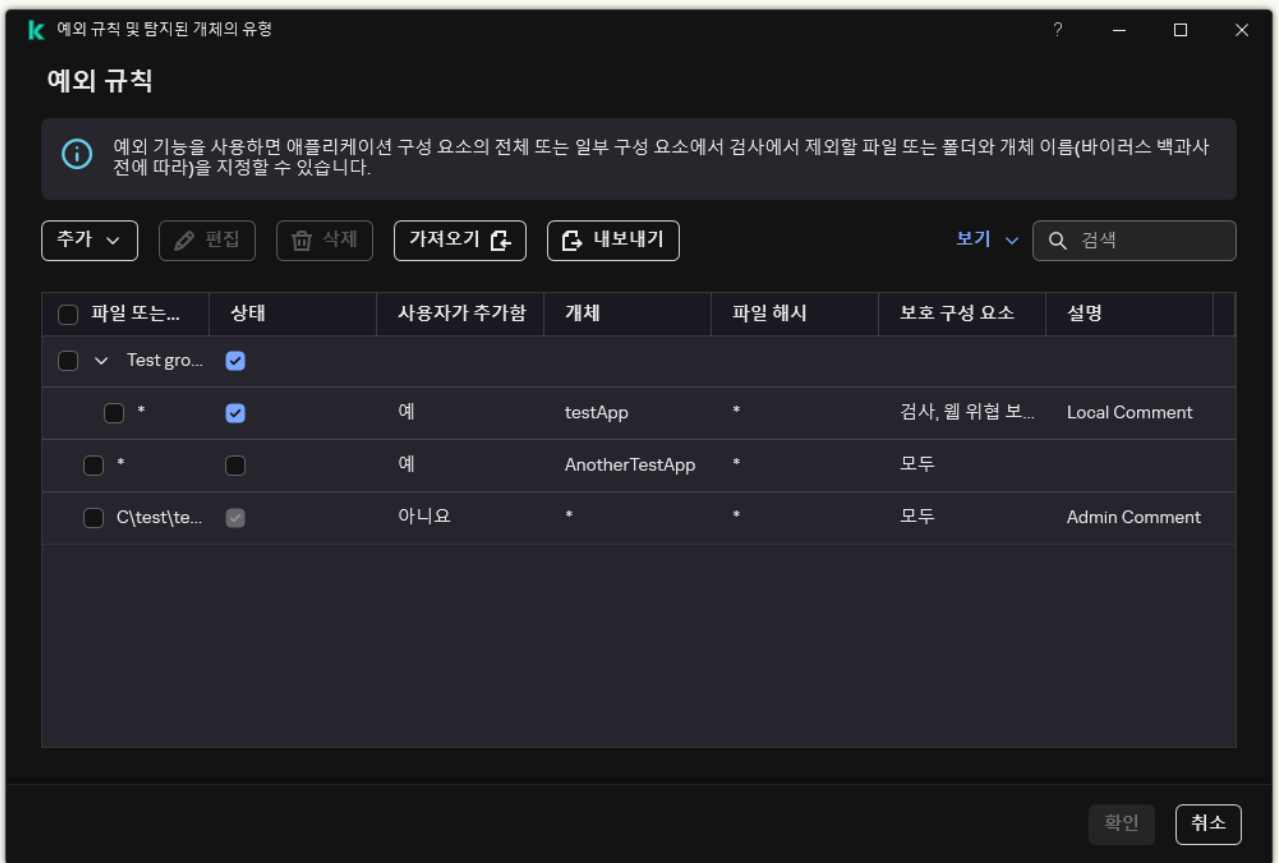 예외 규칙 및 탐지된 개체의 유형
?
예외 규칙
예외 기능을 사용하면 애플리케이션 구성 요소의 전체 또는 일부 구성 요소에서 검사에서 제외할 파일 또는 폴더와 개체 이름(바이러스 백과사
전에 따라)을 지정할 수 있습니다.
추가 편집 삭제 가져오기 내보내기 보기 검색
파일 또는... 상태 사용자가 추가함 개체 파일 해시 보호 구성 요소 설명
Test gro...
* 예 testApp * 검사, 웹 위협 보... Local Comment
* 예 AnotherTestApp * 모두
C\test\te... 아니요 * * 모두 Admin Comment
확인 취소